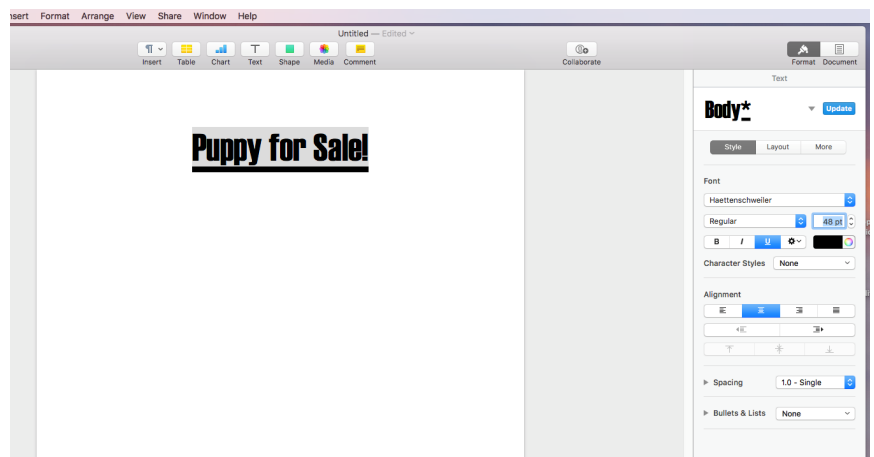 Format Arrange View Share Window Help
Untitled — Edited
Insert Table Chart Text Shape Media Comment Collaborate Format Document
Text
Body* Update
Puppy for Sale!
Style Layout More
Font
Haettenschweiler
Regular 48 pt
B I U
Character Styles None
Alignment
Spacing 1.0 - Single
Bullets & Lists None